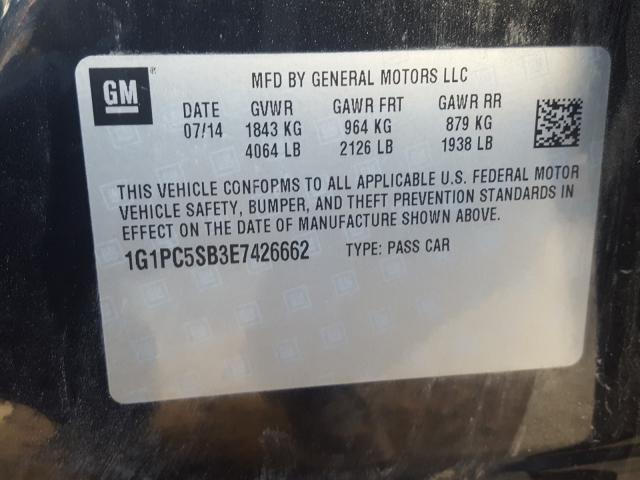 GM
®
MFD BY GENERAL MOTORS LLC
DATE GVWR GAWR FRT GAWR RR
07/14 1843 KG 964 KG 879 KG
4064 LB 2126 LB 1938 LB
THIS VEHICLE CONFORMS TO ALL APPLICABLE U.S. FEDERAL MOTOR
VEHICLE SAFETY, BUMPER, AND THEFT PREVENTION STANDARDS IN
EFFECT ON THE DATE OF MANUFACTURE SHOWN ABOVE.
1G1PC5SB3E7426662 TYPE: PASS CAR